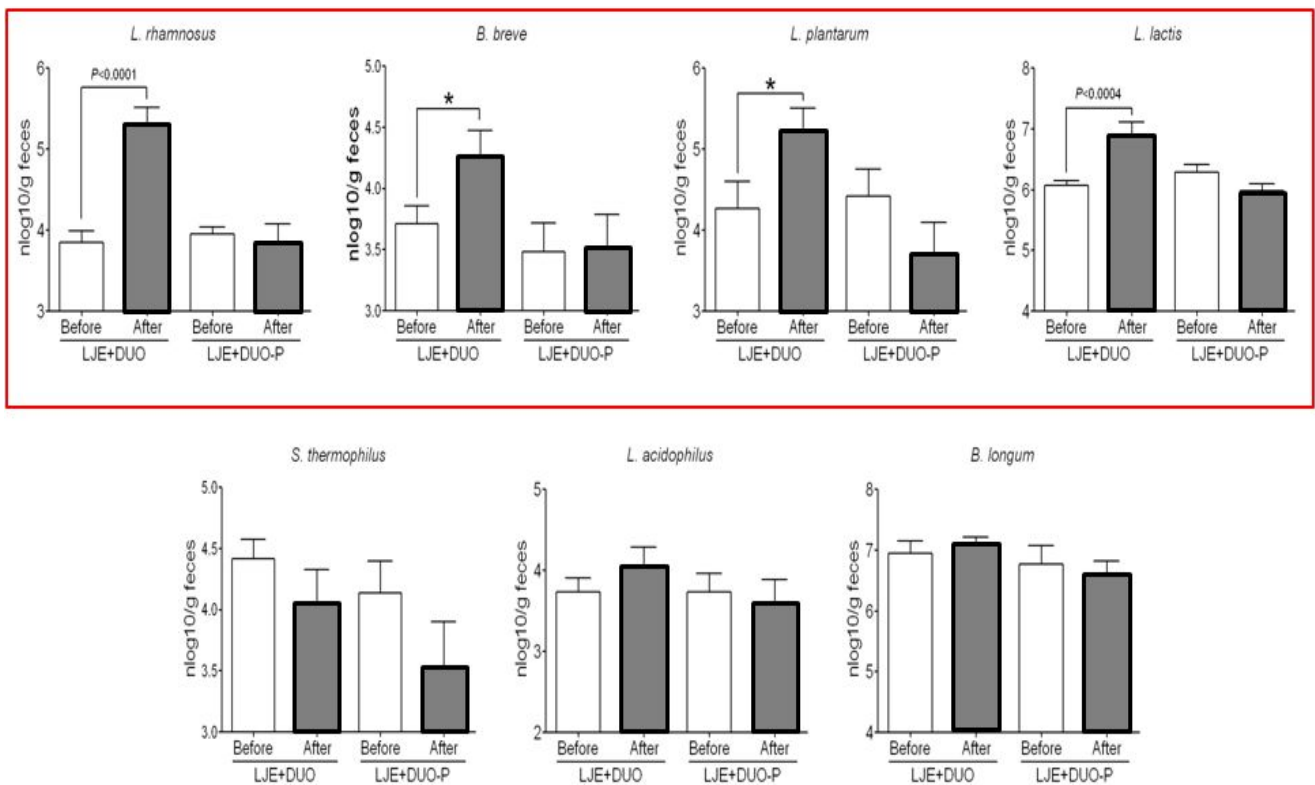 L. rhamnosus
B. breve
L. plantarum
L. lactis
nlog10/g feces
6
5
4
3
P<0.0001
Before After Before After
LJE+DUO LJE+DUO-P
nlog10/g feces
5.0
4.5
4.0
3.5
3.0
*
Before After Before After
LJE+DUO LJE+DUO-P
nlog10/g feces
6
5
4
3
*
Before After Before After
LJE+DUO LJE+DUO-P
nlog10/g feces
8
7
6
5
4
P<0.0004
Before After Before After
LJE+DUO LJE+DUO-P
S. thermophilus
L. acidophilus
B. longum
nlog10/g feces
5.0
4.5
4.0
3.5
3.0
Before After Before After
LJE+DUO LJE+DUO-P
nlog10/g feces
5
4
3
2
Before After Before After
LJE+DUO LJE+DUO-P
nlog10/g feces
8
7
6
5
4
Before After Before After
LJE+DUO LJE+DUO-P